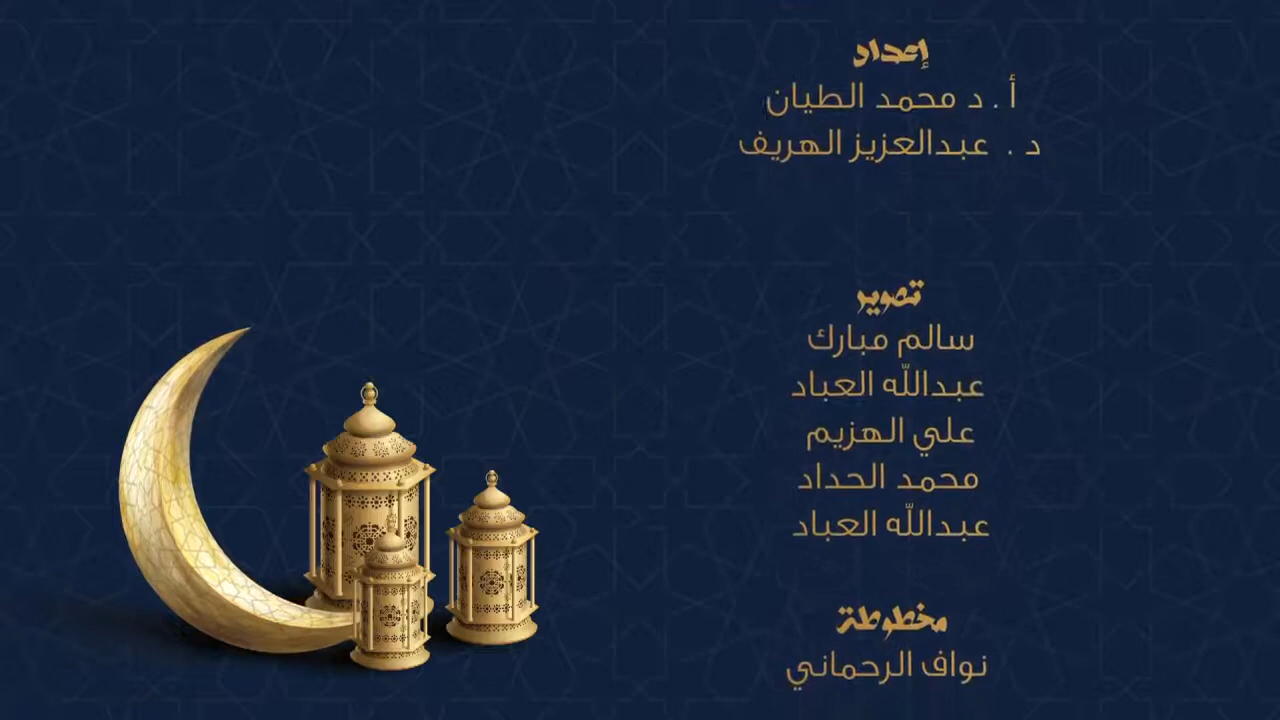 إعداد
أ . د محمد الطيان
د . عبدالعزيز الهريف
تصوير
سالم مبارك
عبدالله العباد
علي الهزيم
محمد الحداد
عبدالله العباد
مخطوطة
نواف الرحماني